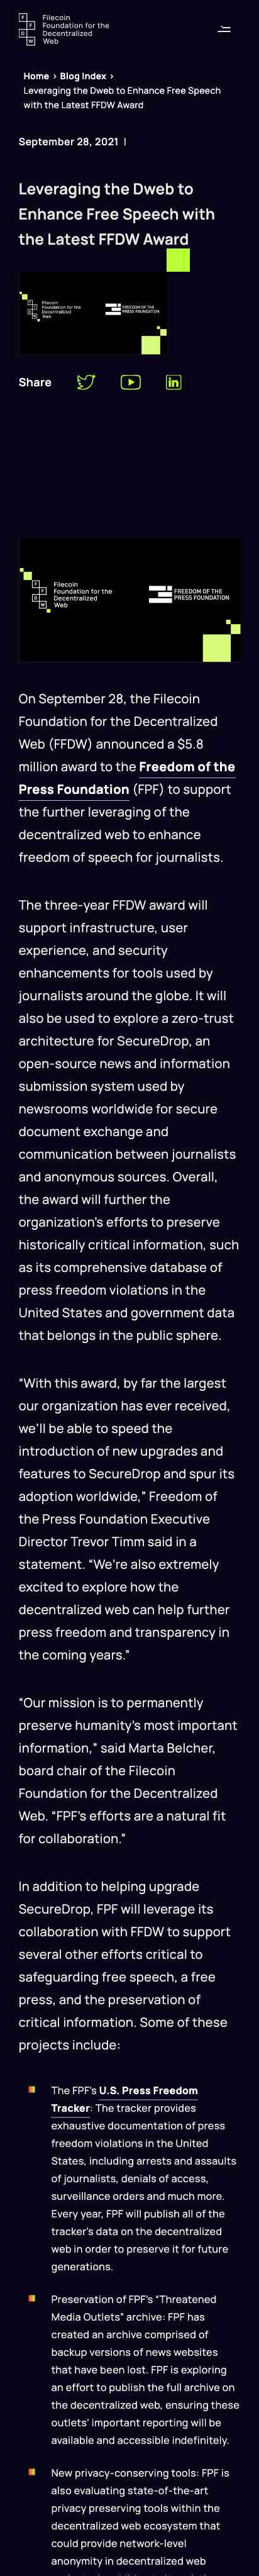 Filecoin
Foundation for the
Decentralized
Web
F
F
D
W
Home > Blog Index >
Leveraging the Dweb to Enhance Free Speech
with the Latest FFDW Award
September 28, 2021 |
Leveraging the Dweb to
Enhance Free Speech with
the Latest FFDW Award
Filecoin
Foundation for the
Decentralized
Web
FREEDOM OF THE
PRESS FOUNDATION
Share
Filecoin
Foundation for the
Decentralized
Web
F
F
D
W
FREEDOM OF THE
PRESS FOUNDATION
On September 28, the Filecoin
Foundation for the Decentralized
Web (FFDW) announced a $5.8
million award to the Freedom of the
Press Foundation (FPF) to support
the further leveraging of the
decentralized web to enhance
freedom of speech for journalists.
The three-year FFDW award will
support infrastructure, user
experience, and security
enhancements for tools used by
journalists around the globe. It will
also be used to explore a zero-trust
architecture for SecureDrop, an
open-source news and information
submission system used by
newsrooms worldwide for secure
document exchange and
communication between journalists
and anonymous sources. Overall,
the award will further the
organization's efforts to preserve
historically critical information, such
as its comprehensive database of
press freedom violations in the
United States and government data
that belongs in the public sphere.
“With this award, by far the largest
our organization has ever received,
we'll be able to speed the
introduction of new upgrades and
features to SecureDrop and spur its
adoption worldwide,” Freedom of
the Press Foundation Executive
Director Trevor Timm said in a
statement. “We're also extremely
excited to explore how the
decentralized web can help further
press freedom and transparency in
the coming years.”
“Our mission is to permanently
preserve humanity's most important
information,” said Marta Belcher,
board chair of the Filecoin
Foundation for the Decentralized
Web. “FPF's efforts are a natural fit
for collaboration.”
In addition to helping upgrade
SecureDrop, FPF will leverage its
collaboration with FFDW to support
several other efforts critical to
safeguarding free speech, a free
press, and the preservation of
critical information. Some of these
projects include:
The FPF's U.S. Press Freedom
Tracker: The tracker provides
exhaustive documentation of press
freedom violations in the United
States, including arrests and assaults
of journalists, denials of access,
surveillance orders and much more.
Every year, FPF will publish all of the
tracker's data on the decentralized
web in order to preserve it for future
generations.
Preservation of FPF's “Threatened
Media Outlets” archive: FPF has
created an archive comprised of
backup versions of news websites
that have been lost. FPF is exploring
an effort to publish the full archive on
the decentralized web, ensuring these
outlets' important reporting will be
available and accessible indefinitely.
New privacy-conserving tools: FPF is
also evaluating state-of-the-art
privacy preserving tools within the
decentralized web ecosystem that
could provide network-level
anonymity in decentralized web